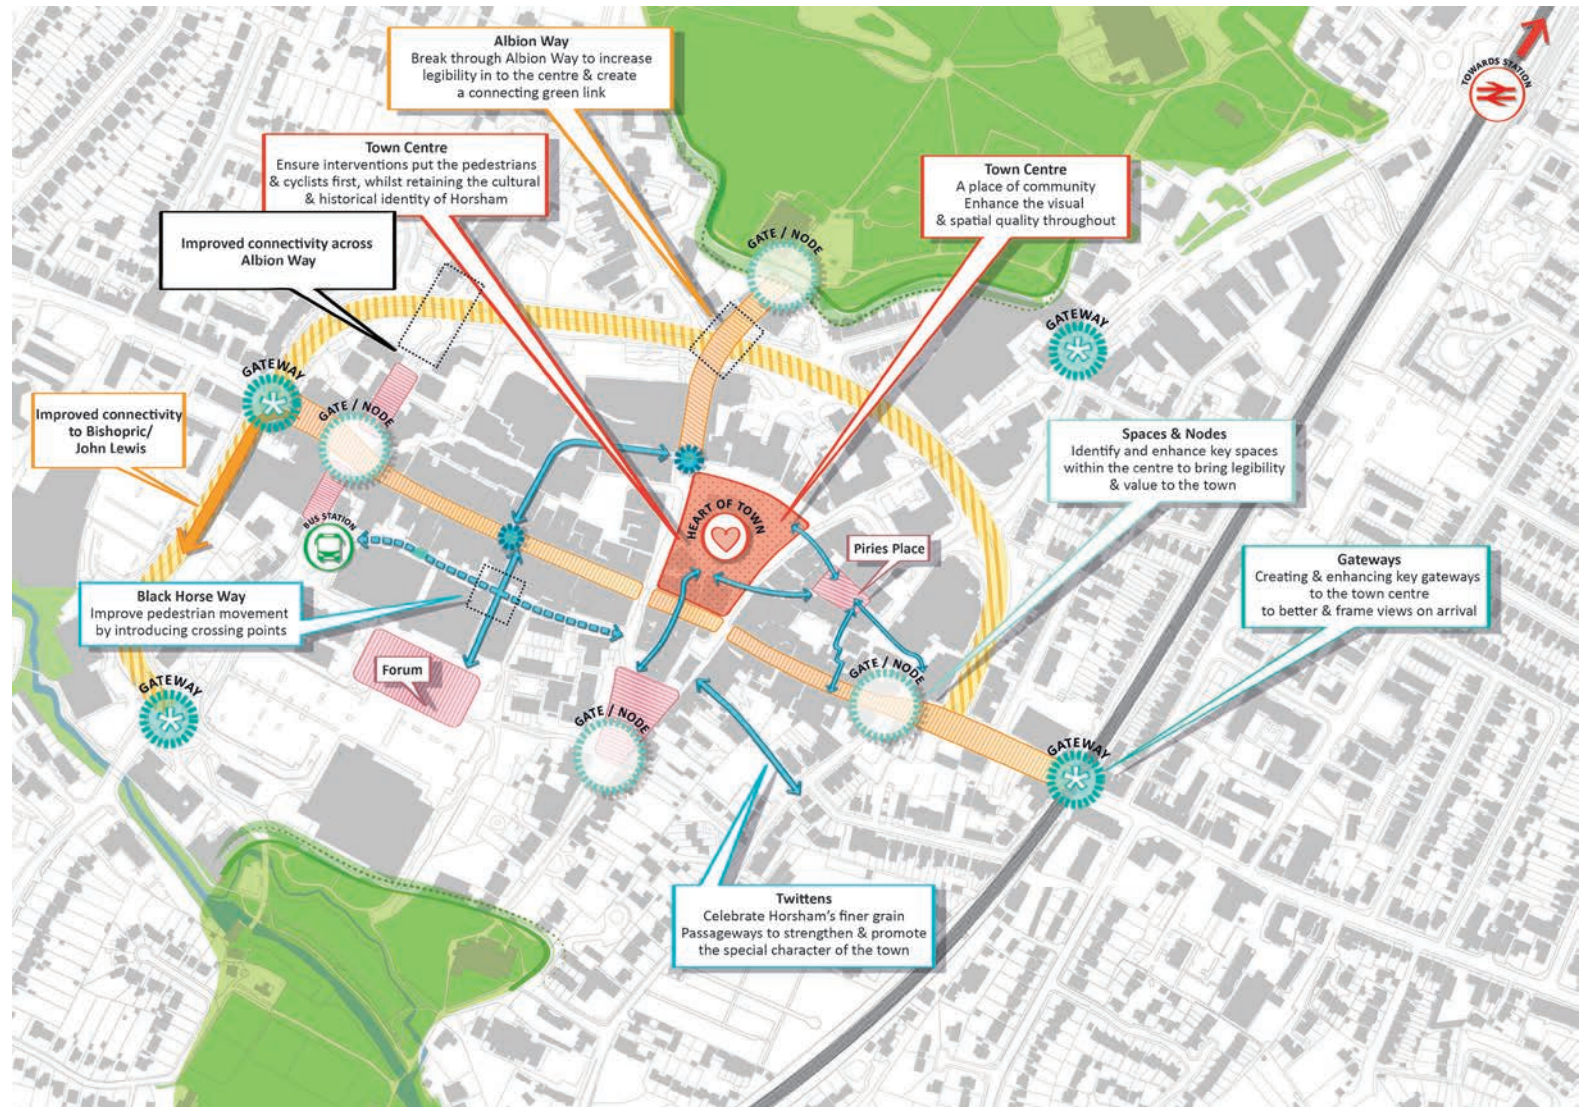 Albion Way
Break through Albion Way to increase
legibility in to the centre & create
a connecting green link
TOWARDS STATION
Town Centre
Ensure interventions put the pedestrians
& cyclists first, whilst retaining the cultural
& historical identity of Horsham
Town Centre
A place of community
Enhance the visual
& spatial quality throughout
Improved connectivity across
Albion Way
GATE / NODE
GATEWAY
GATEWAY
Improved connectivity
to Bishopric/
John Lewis
GATE / NODE
Spaces & Nodes
Identify and enhance key spaces
within the centre to bring legibility
& value to the town
BUS STATION
HEART OF TOWN
Piries Place
Gateways
Creating & enhancing key gateways
to the town centre
to better & frame views on arrival
Black Horse Way
Improve pedestrian movement
by introducing crossing points
Forum
GATEWAY
GATE / NODE
GATE / NODE
GATEWAY
Twittens
Celebrate Horsham's finer grain
Passageways to strengthen & promote
the special character of the town